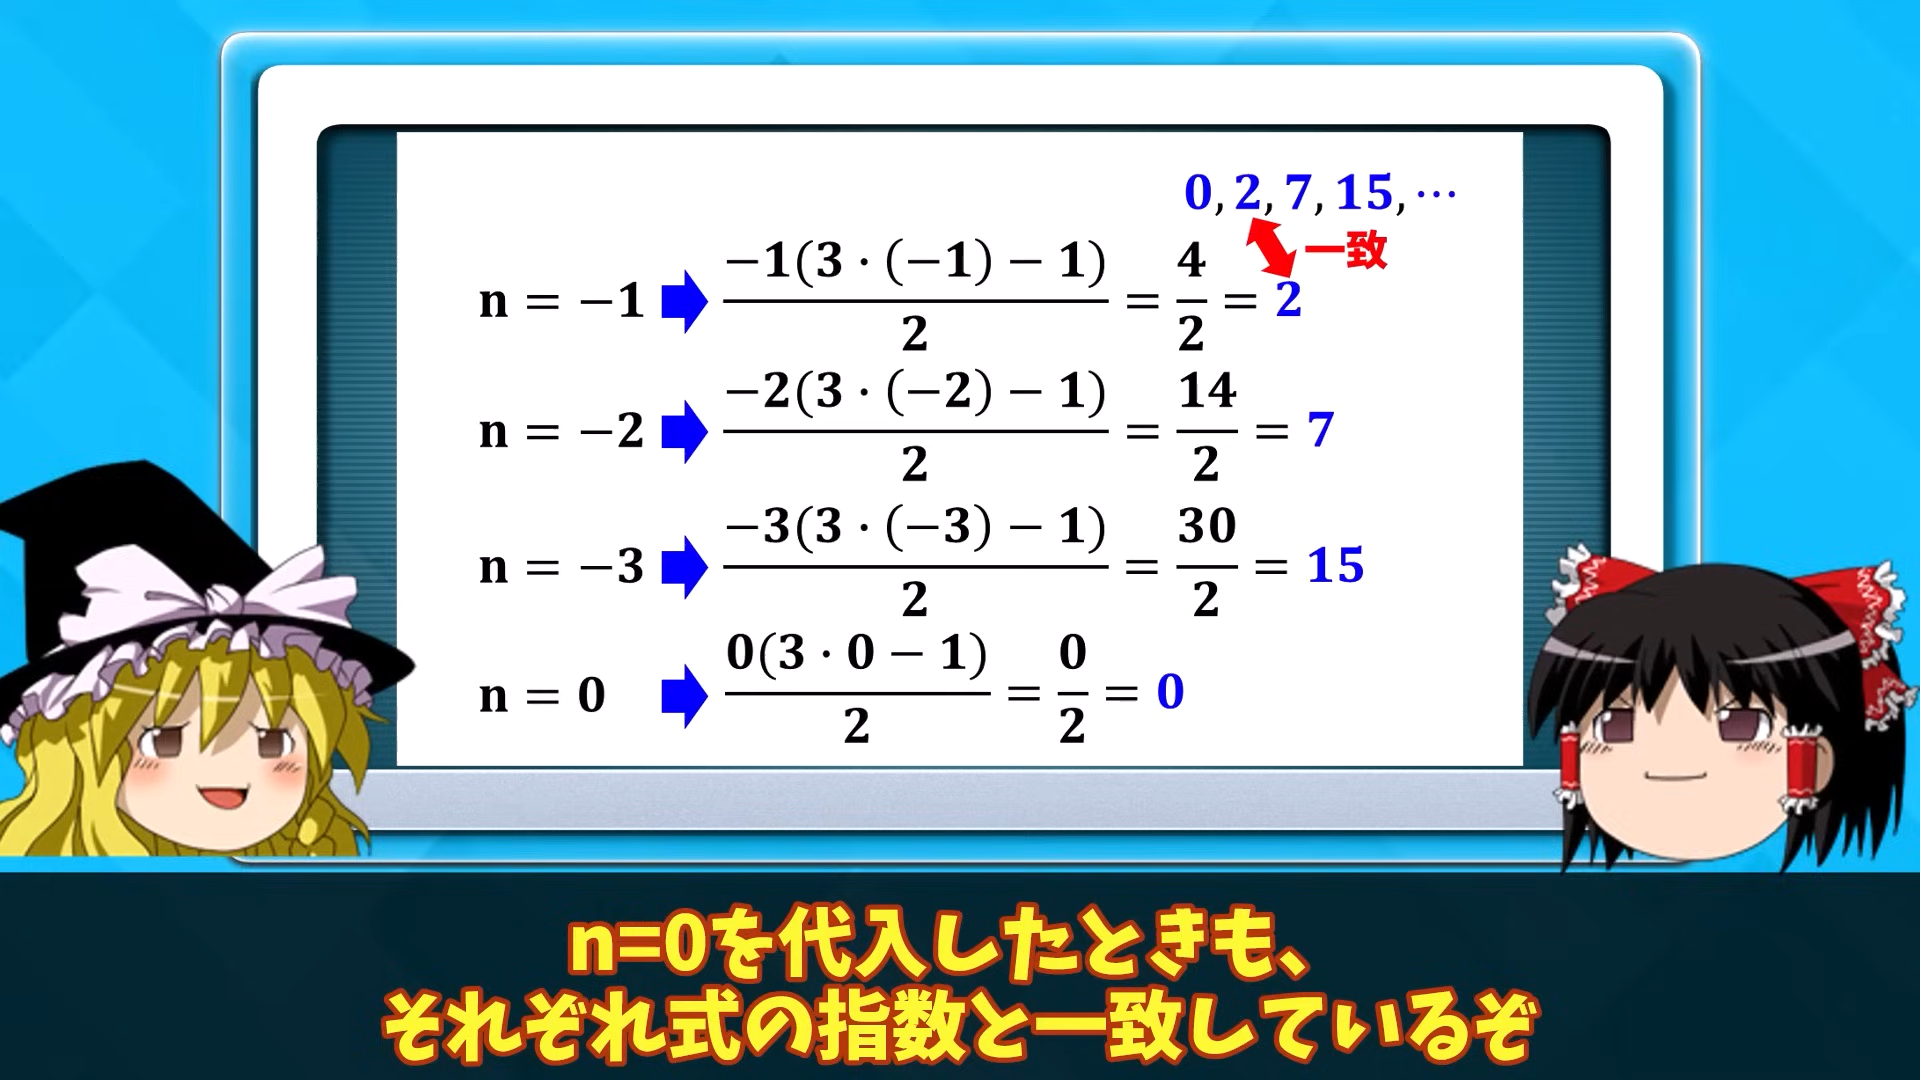 0, 2, 7, 15, ⋯
一致
n = −1 ➡ −1(3 · (−1) − 1)/2 = 4/2 = 2
n = −2 ➡ −2(3 · (−2) − 1)/2 = 14/2 = 7
n = −3 ➡ −3(3 · (−3) − 1)/2 = 30/2 = 15
n = 0 ➡ 0(3 · 0 − 1)/2 = 0/2 = 0
n=0を代入したときも、
それぞれ式の指数と一致しているぞ